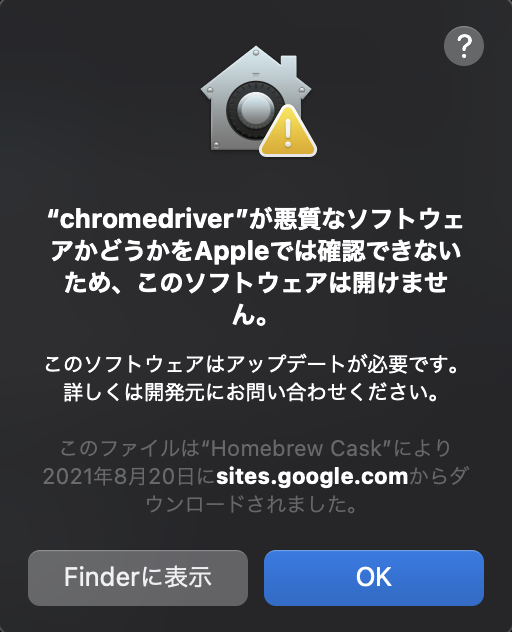 ?
“chromedriver”が悪質なソフトウェ
アかどうかをAppleでは確認できない
ため、このソフトウェアは開けませ
ん。
このソフトウェアはアップデートが必要です。
詳しくは開発元にお問い合わせください。
このファイルは“Homebrew Cask”により
2021年8月20日にsites.google.comからダ
ウンロードされました。
Finderに表示
OK